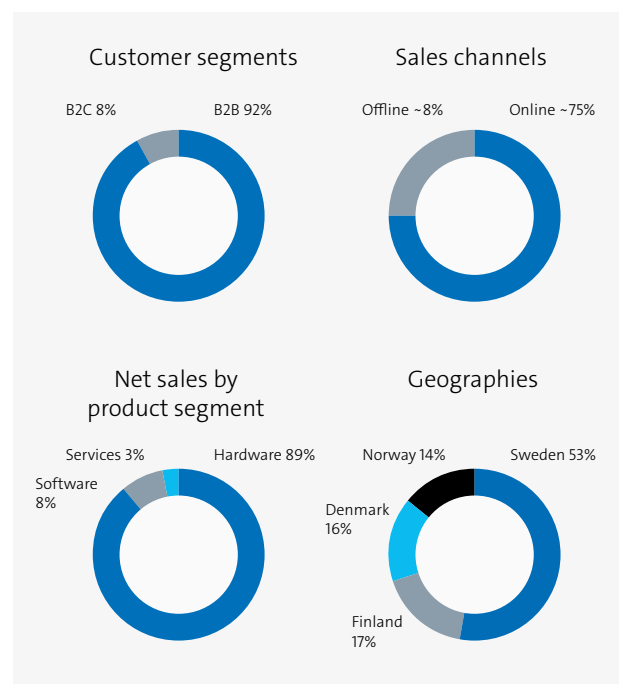 Customer segments
B2C 8%
B2B 92%
Sales channels
Offline ~8%
Online ~75%
Net sales by
product segment
Services 3%
Hardware 89%
Software
8%
Geographies
Norway 14%
Sweden 53%
Denmark
16%
Finland
17%